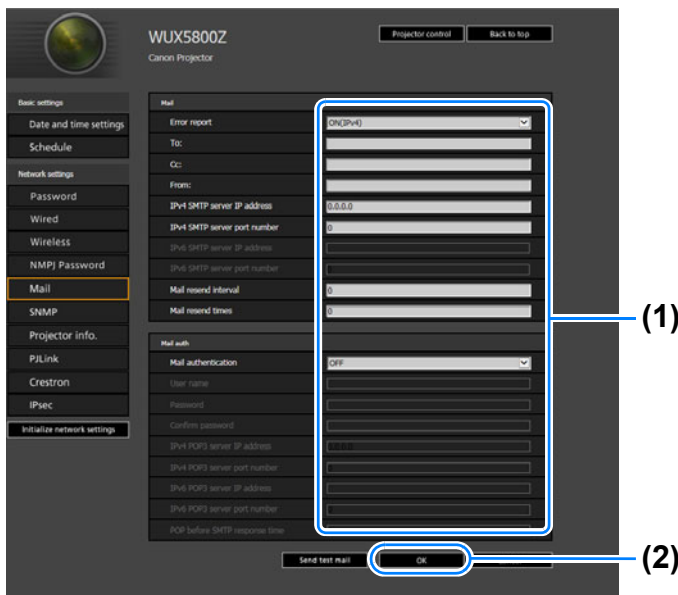 WUX5800Z
Canon Projector
Projector control
Back to top
Basic settings
Date and time settings
Schedule
Network settings
Password
Wired
Wireless
NMPJ Password
Mail
SNMP
Projector info.
PJLink
Crestron
IPsec
Initialize network settings
Mail
Error report ON(IPv4)
To:
Cc:
From:
IPv4 SMTP server IP address 0.0.0.0
IPv4 SMTP server port number 0
IPv6 SMTP server IP address
IPv6 SMTP server port number
Mail resend interval 0
Mail resend times 0
(1)
Mail auth
Mail authentication OFF
User name
Password
Confirm password
IPv4 POP3 server IP address 0.0.0.0
IPv4 POP3 server port number
IPv6 POP3 server IP address
IPv6 POP3 server port number
POP before SMTP response time
Send test mail
OK
(2)